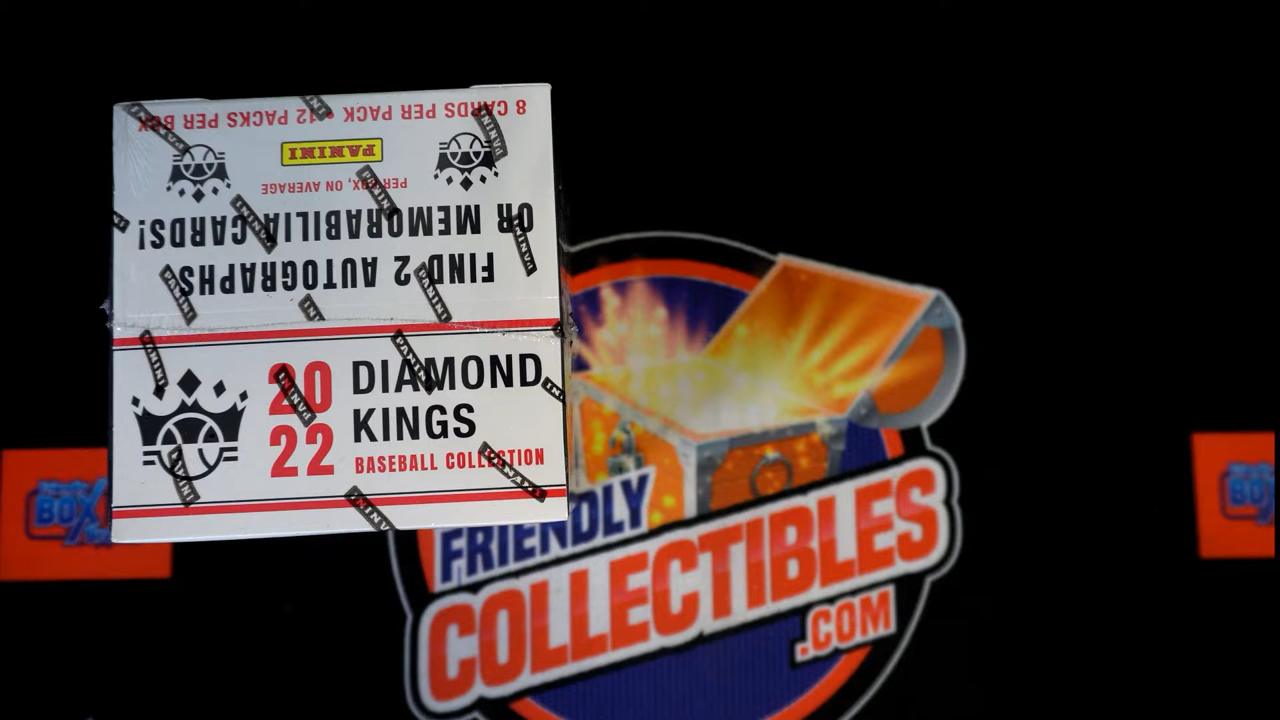 8 CARDS PER PACK • 12 PACKS PER BOX
PANINI
PER BOX, ON AVERAGE
FIND 2 AUTOGRAPHS
OR MEMORABILIA CARDS!
2022
DIAMOND
KINGS
BASEBALL COLLECTION
FRIENDLY
COLLECTIBLES
.COM
BOX